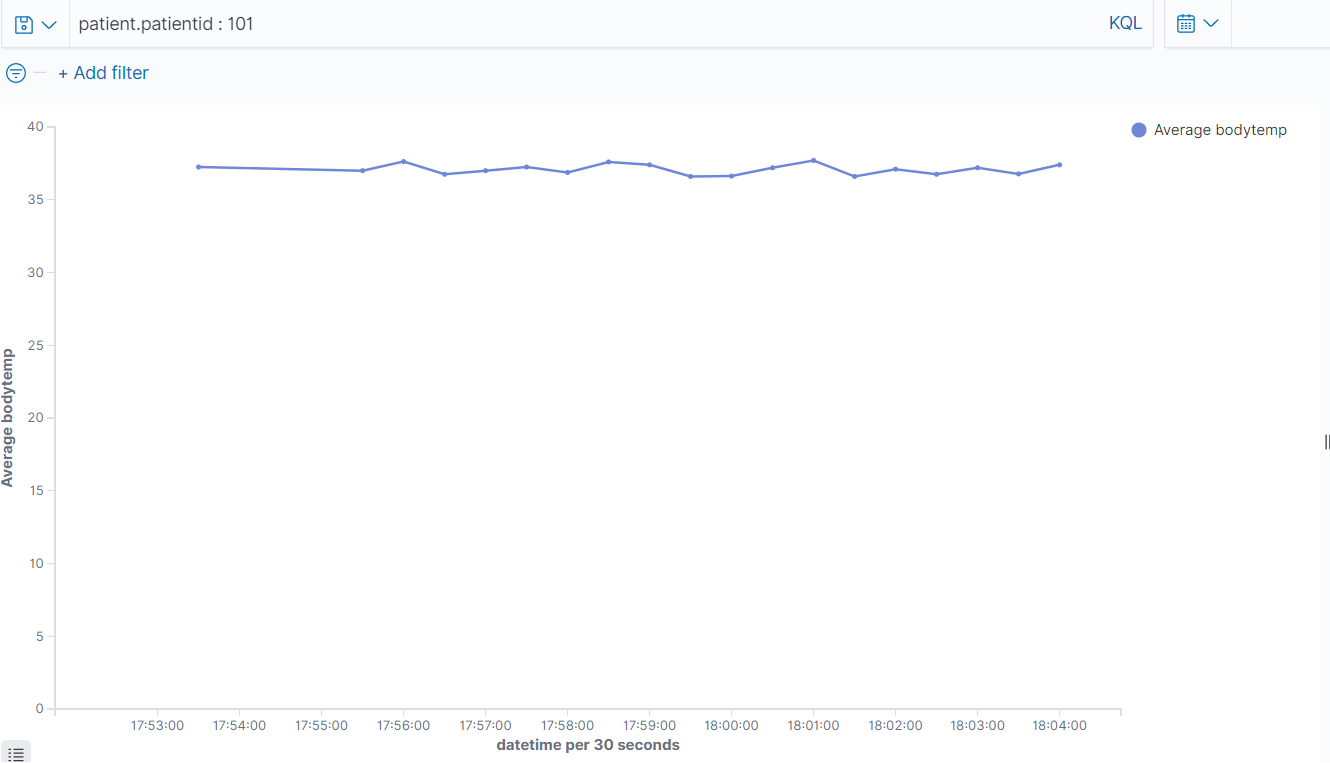 patient.patientid : 101
KQL
+ Add filter
Average bodytemp
40
35
30
25
20
15
10
5
0
Average bodytemp
17:53:00 17:54:00 17:55:00 17:56:00 17:57:00 17:58:00 17:59:00 18:00:00 18:01:00 18:02:00 18:03:00 18:04:00
datetime per 30 seconds